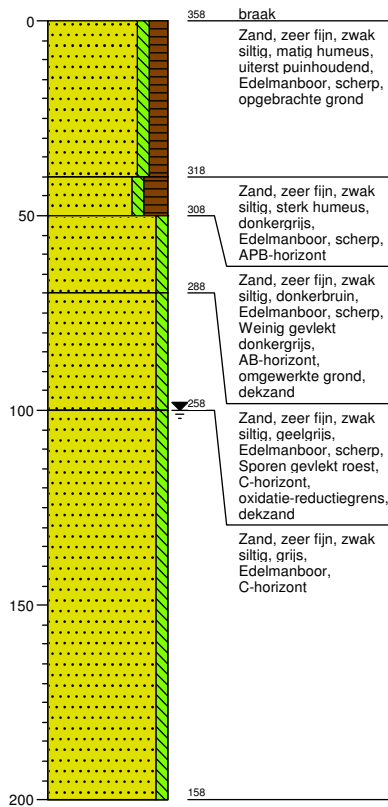 0
358
braak
Zand, zeer fijn, zwak
siltig, matig humeus,
uiterst puinhoudend,
Edelmanboor, scherp,
opgebrachte grond
318
Zand, zeer fijn, zwak
siltig, sterk humeus,
donkergrijs,
Edelmanboor, scherp,
APB-horizont
50
308
Zand, zeer fijn, zwak
siltig, donkerbruin,
Edelmanboor, scherp,
Weinig gevlekt
donkergrijs,
AB-horizont,
omgewerkte grond,
dekzand
288
Zand, zeer fijn, zwak
siltig, geelgrijs,
Edelmanboor, scherp,
Sporen gevlekt roest,
C-horizont,
oxidatie-reductiegrens,
dekzand
100
258
Zand, zeer fijn, zwak
siltig, grijs,
Edelmanboor,
C-horizont
150
200
158